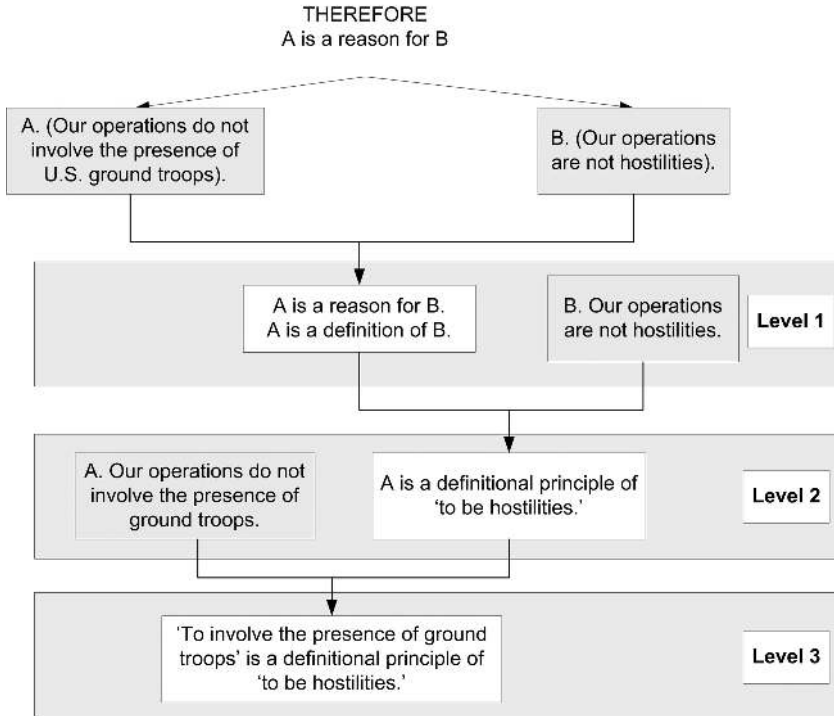 THEREFORE
A is a reason for B
A. (Our operations do not
involve the presence of
U.S. ground troops).
B. (Our operations
are not hostilities).
A is a reason for B.
A is a definition of B.
B. Our operations
are not hostilities.
Level 1
A. Our operations do not
involve the presence of
ground troops.
A is a definitional principle of
‘to be hostilities.’
Level 2
‘To involve the presence of ground
troops’ is a definitional principle of
‘to be hostilities.’
Level 3